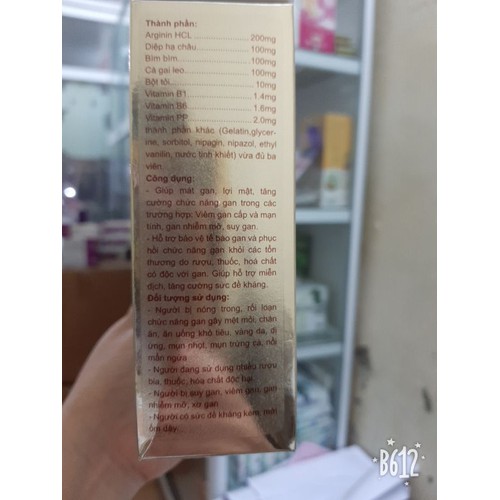 Thành phần:
Arginin HCL 200mg
Diệp hạ châu 100mg
Bìm bìm 100mg
Cà gai leo 100mg
Bột tỏi 10mg
Vitamin B1 1.4mg
Vitamin S6 1.6mg
Vitamin PP 2.0mg
thành phần khác (Gelatin,glycer-
ine, sorbitol, nipagin, nipazol, ethyl
vanilin, nước tinh khiết) vừa đủ ba
viên.
Công dụng:
- Giúp mát gan, lợi mật, tăng
cường chức năng gan trong các
trường hợp: Viêm gan cấp và mạn
tính, gan nhiễm mỡ, suy gan.
- Hỗ trợ bảo vệ tế bào gan và phục
hồi chức năng gan khỏi các tổn
thương do rượu, thuốc, hoá chất
có độc với gan. Giúp hỗ trợ miễn
dịch, tăng cường sức đề kháng.
Đối tượng sử dụng:
- Người bị nóng trong, rối loạn
chức năng gan gây mệt mỏi, chán
ăn, ăn uống khó tiêu, vàng da, dị
ứng, mụn nhọt, mụn trứng cá, nổi
mẩn ngứa
- Người đang sử dụng nhiều rượu
bia, thuốc, hóa chất độc hại
- Người bị suy gan, viêm gan, gan
nhiễm mỡ, xơ gan
- Người có sức đề kháng kém, mới
ốm dậy
B612